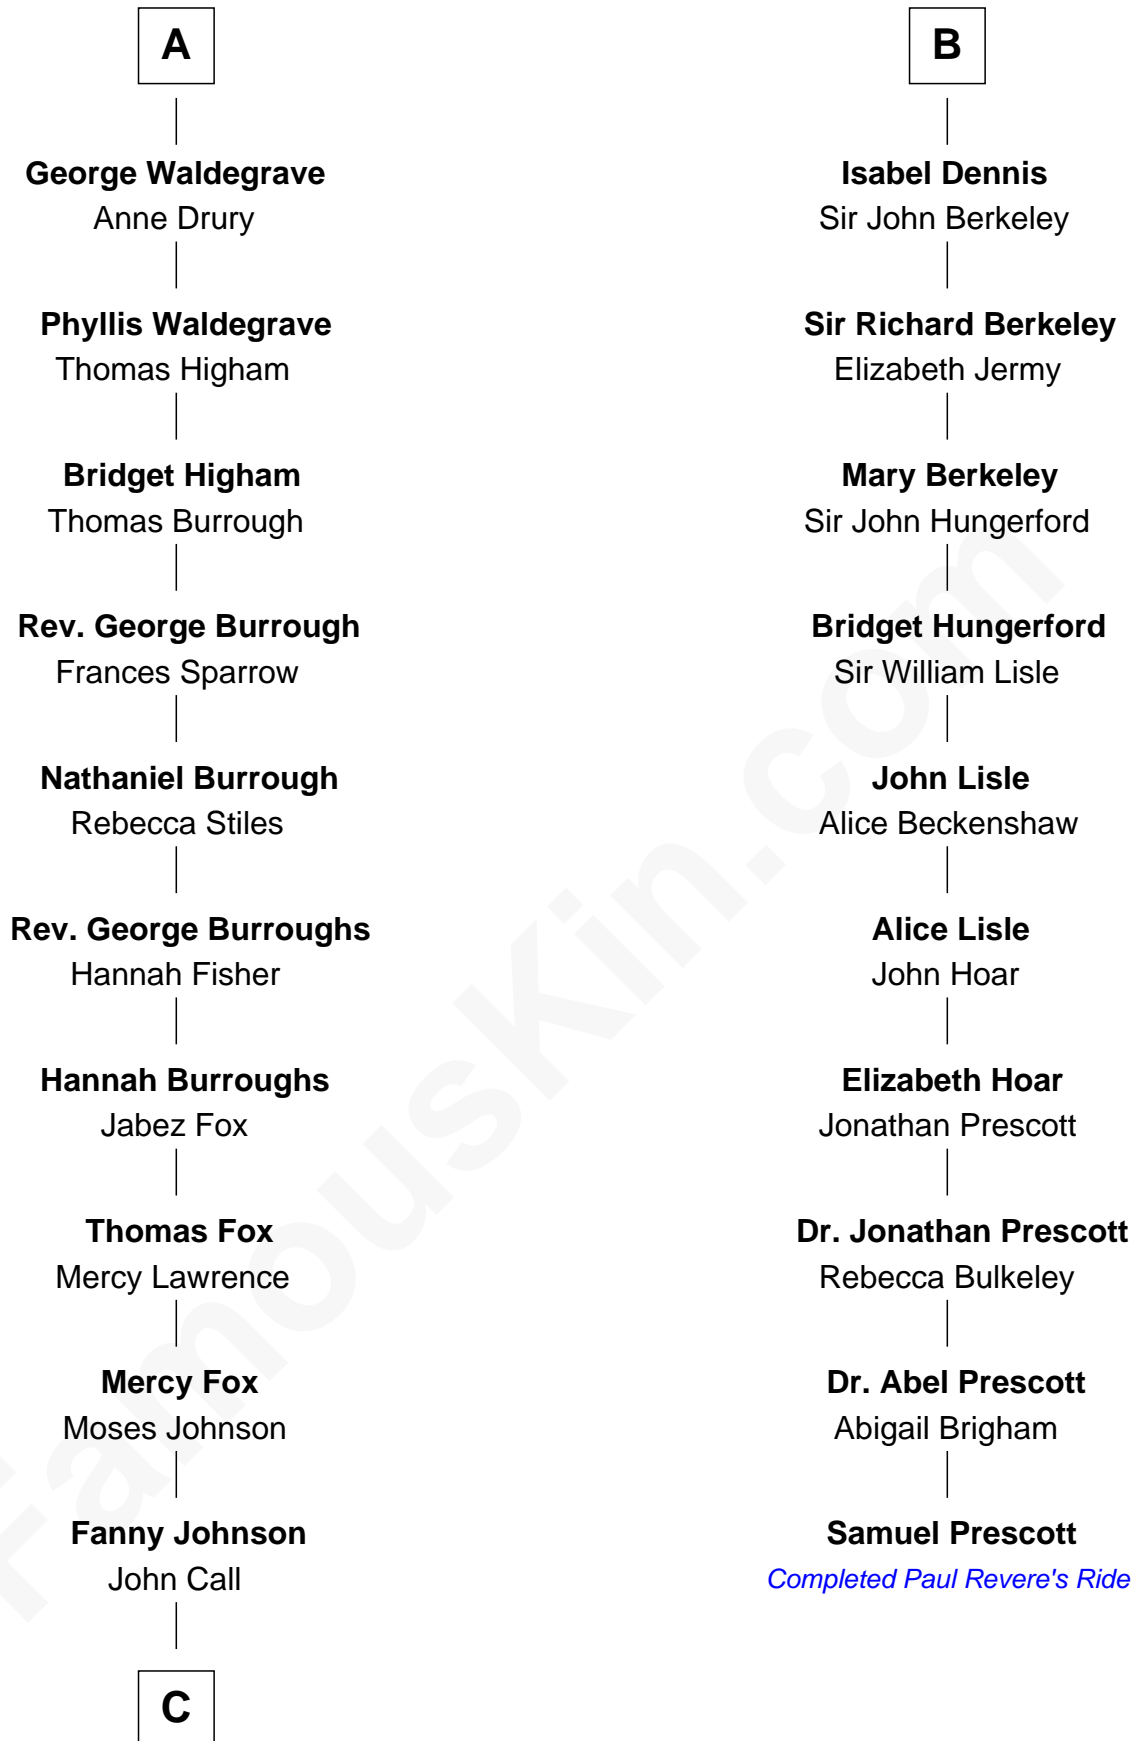 A
George Waldegrave
Anne Drury
Phyllis Waldegrave
Thomas Higham
Bridget Higham
Thomas Burrough
Rev. George Burrough
Frances Sparrow
Nathaniel Burrough
Rebecca Stiles
Rev. George Burroughs
Hannah Fisher
Hannah Burroughs
Jabez Fox
Thomas Fox
Mercy Lawrence
Mercy Fox
Moses Johnson
Fanny Johnson
John Call
C
B
Isabel Dennis
Sir John Berkeley
Sir Richard Berkeley
Elizabeth Jermy
Mary Berkeley
Sir John Hungerford
Bridget Hungerford
Sir William Lisle
John Lisle
Alice Beckenshaw
Alice Lisle
John Hoar
Elizabeth Hoar
Jonathan Prescott
Dr. Jonathan Prescott
Rebecca Bulkeley
Dr. Abel Prescott
Abigail Brigham
Samuel Prescott
Completed Paul Revere's Ride
FamousKin.com